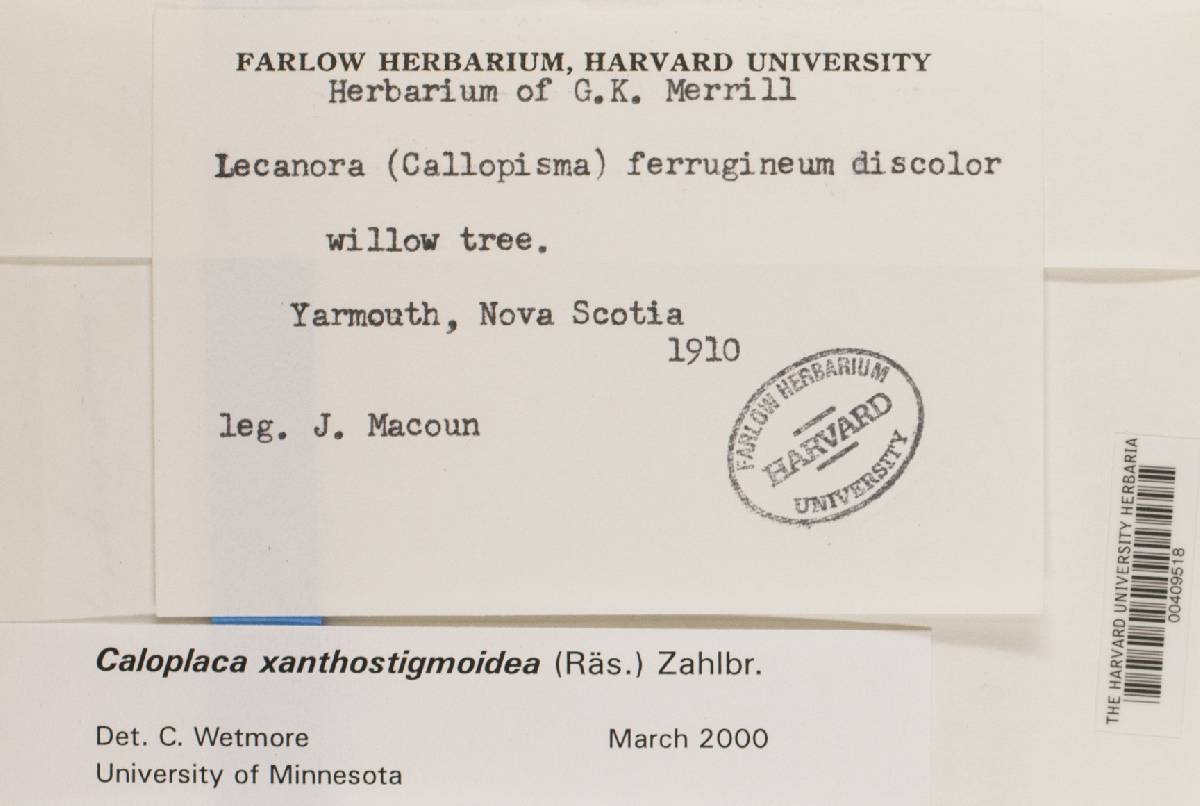 FARLOW HERBARIUM, HARVARD UNIVERSITY
Herbarium of G.K. Merrill
Lecanora (Callopisma) ferrugineum discolor
willow tree.
Yarmouth, Nova Scotia
1910
leg. J. Macoun
FARLOW HERBARIUM
HARVARD
UNIVERSITY
THE HARVARD UNIVERSITY HERBARIA
00409518
Caloplaca xanthostigmoidea (Räs.) Zahlbr.
Det. C. Wetmore March 2000
University of Minnesota